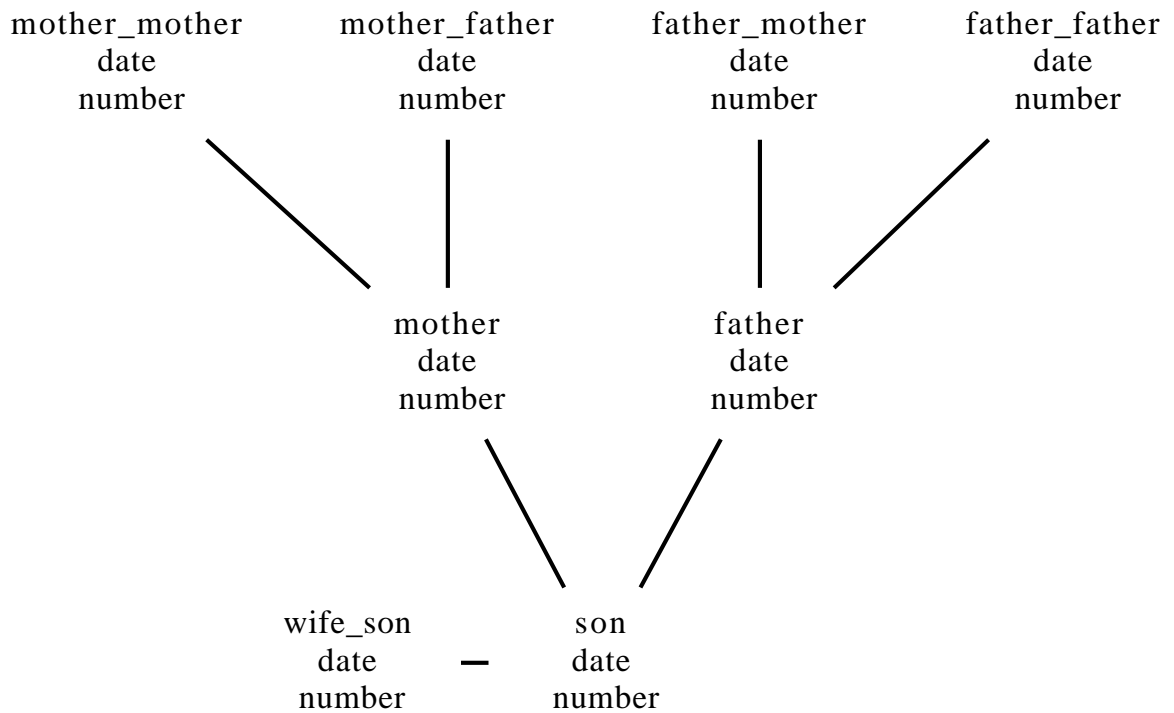 mother_mother mother_father father_mother father_father
date date date date
number number number number
mother father
date date
number number
wife_son son
date date
number number